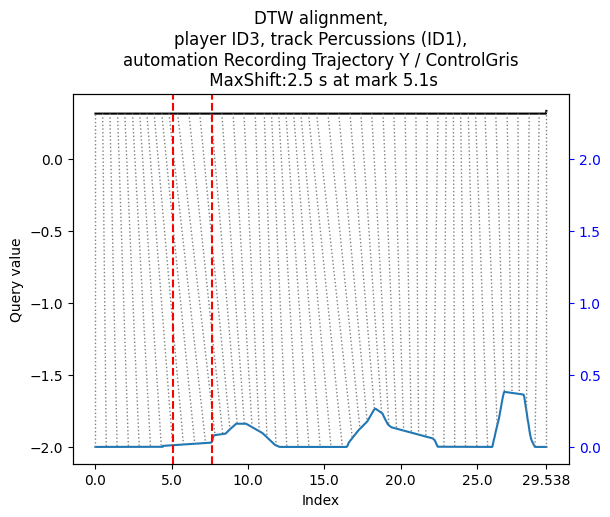 DTW alignment,
player ID3, track Percussions (ID1),
automation Recording Trajectory Y / ControlGris
MaxShift:2.5 s at mark 5.1s
0.0
−0.5
−1.0
−1.5
−2.0
Query value
2.0
1.5
1.0
0.5
0.0
0.0 5.0 10.0 15.0 20.0 25.0 29.538
Index